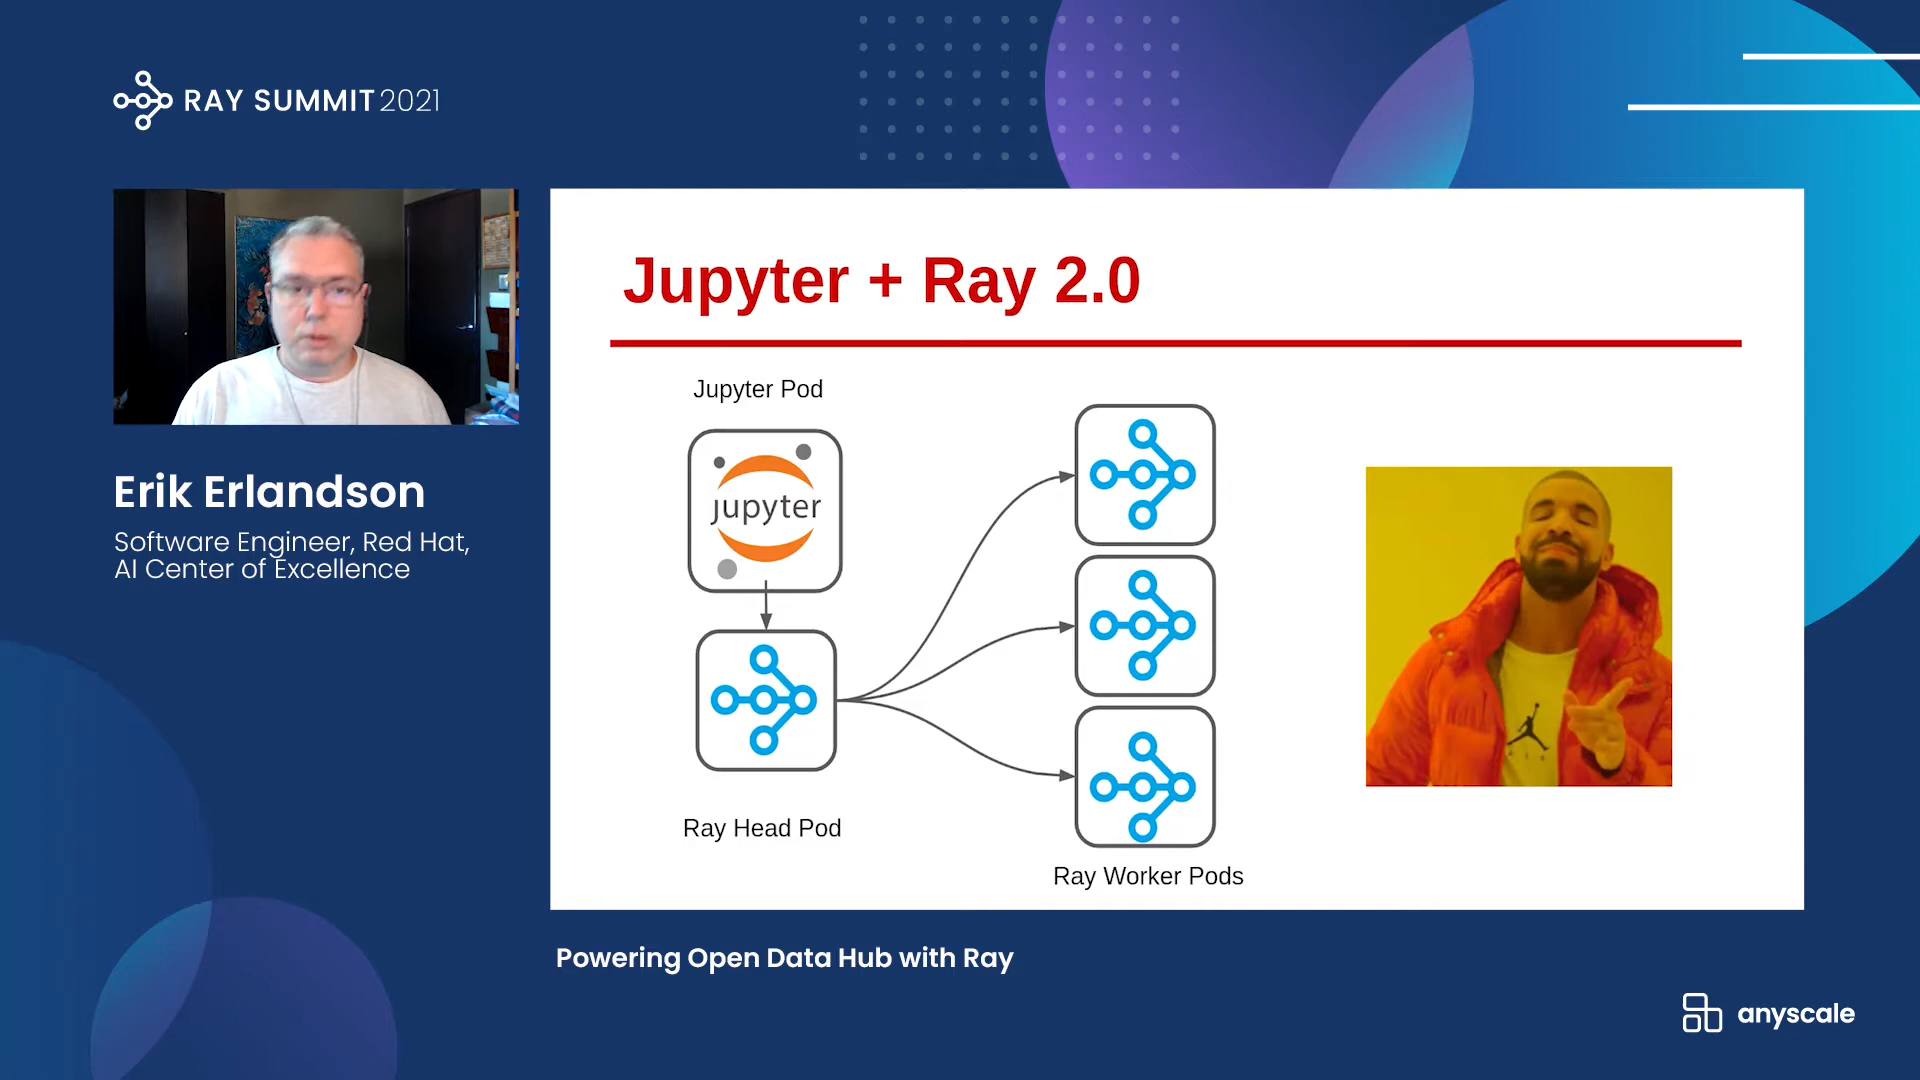 RAY SUMMIT 2021
Erik Erlandson
Software Engineer, Red Hat,
AI Center of Excellence
Jupyter + Ray 2.0
Jupyter Pod
jupyter
Ray Head Pod
Ray Worker Pods
Powering Open Data Hub with Ray
anyscale